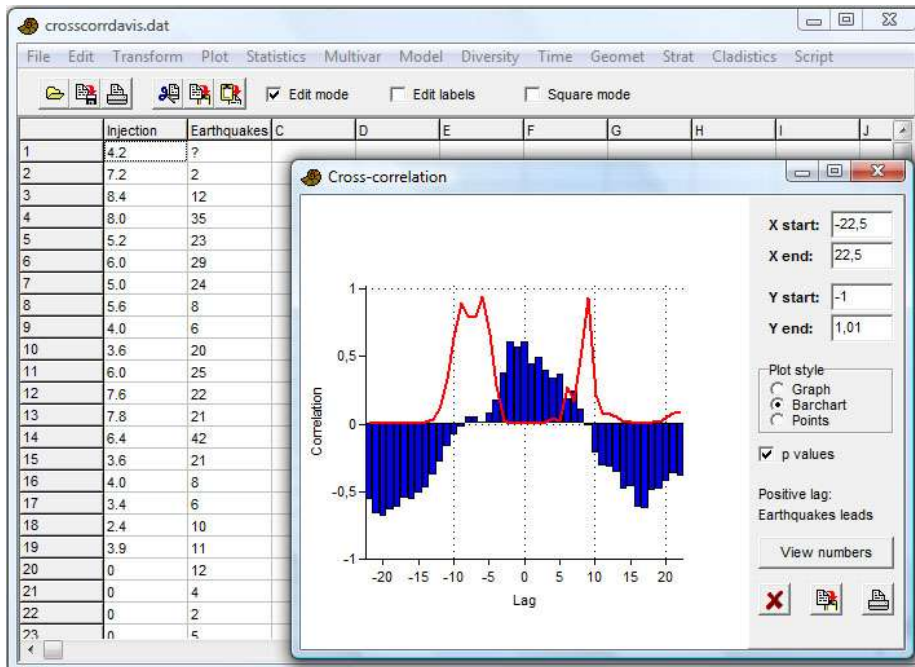 crosscorrdavis.dat
File Edit Transform Plot Statistics Multivar Model Diversity Time Geomet Strat Cladistics Script
Edit mode Edit labels Square mode
Injection Earthquakes C D E F G H I J
1 4.2 ?
2 7.2 2
3 8.4 12
4 8.0 35
5 5.2 23
6 6.0 29
7 5.0 24
8 5.6 8
9 4.0 6
10 3.6 20
11 6.0 25
12 7.6 22
13 7.8 21
14 6.4 42
15 3.6 21
16 4.0 8
17 3.4 6
18 2.4 10
19 3.9 11
20 0 12
21 0 4
22 0 2
23 0 5
Cross-correlation
X start: -22,5
X end: 22,5
Y start: -1
Y end: 1,01
Plot style
Graph
Barchart
Points
p values
Positive lag:
Earthquakes leads
View numbers
1
0,5
0
-0,5
-1
Correlation
-20 -15 -10 -5 0 5 10 15 20
Lag